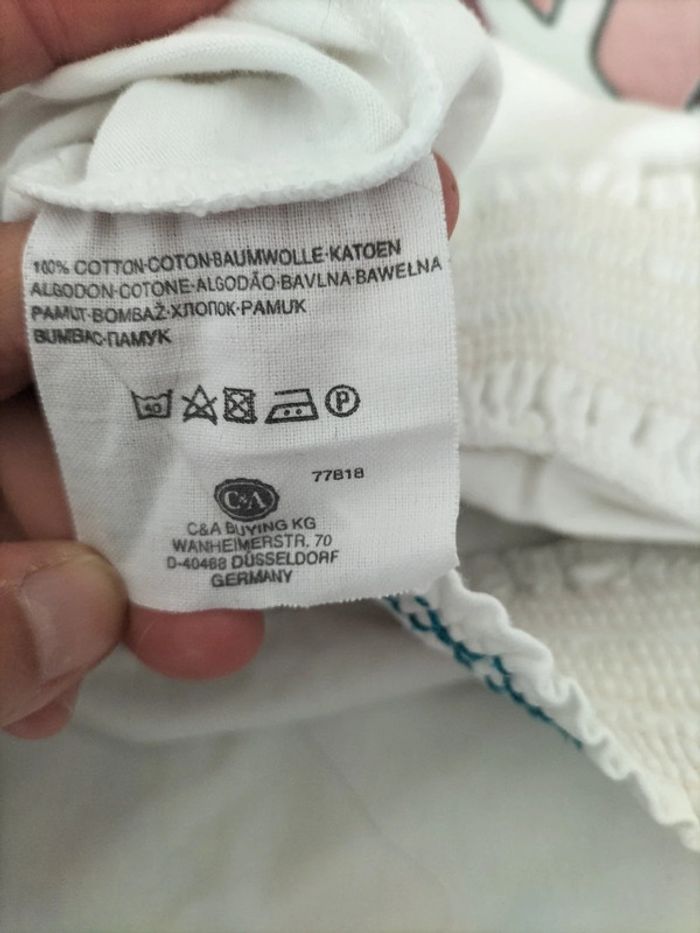 100% COTTON·COTON·BAUMWOLLE·KATOEN
ALGODON·COTONE·ALGODÃO·BAVLNA·BAWEŁNA
PAMUT·BOMBAŽ·ХЛОПОК·PAMUK
BUMBAC·ПАМУК
40 P
77818
C&A
C&A BUYING KG
WANHEIMERSTR. 70
D-40468 DÜSSELDORF
GERMANY